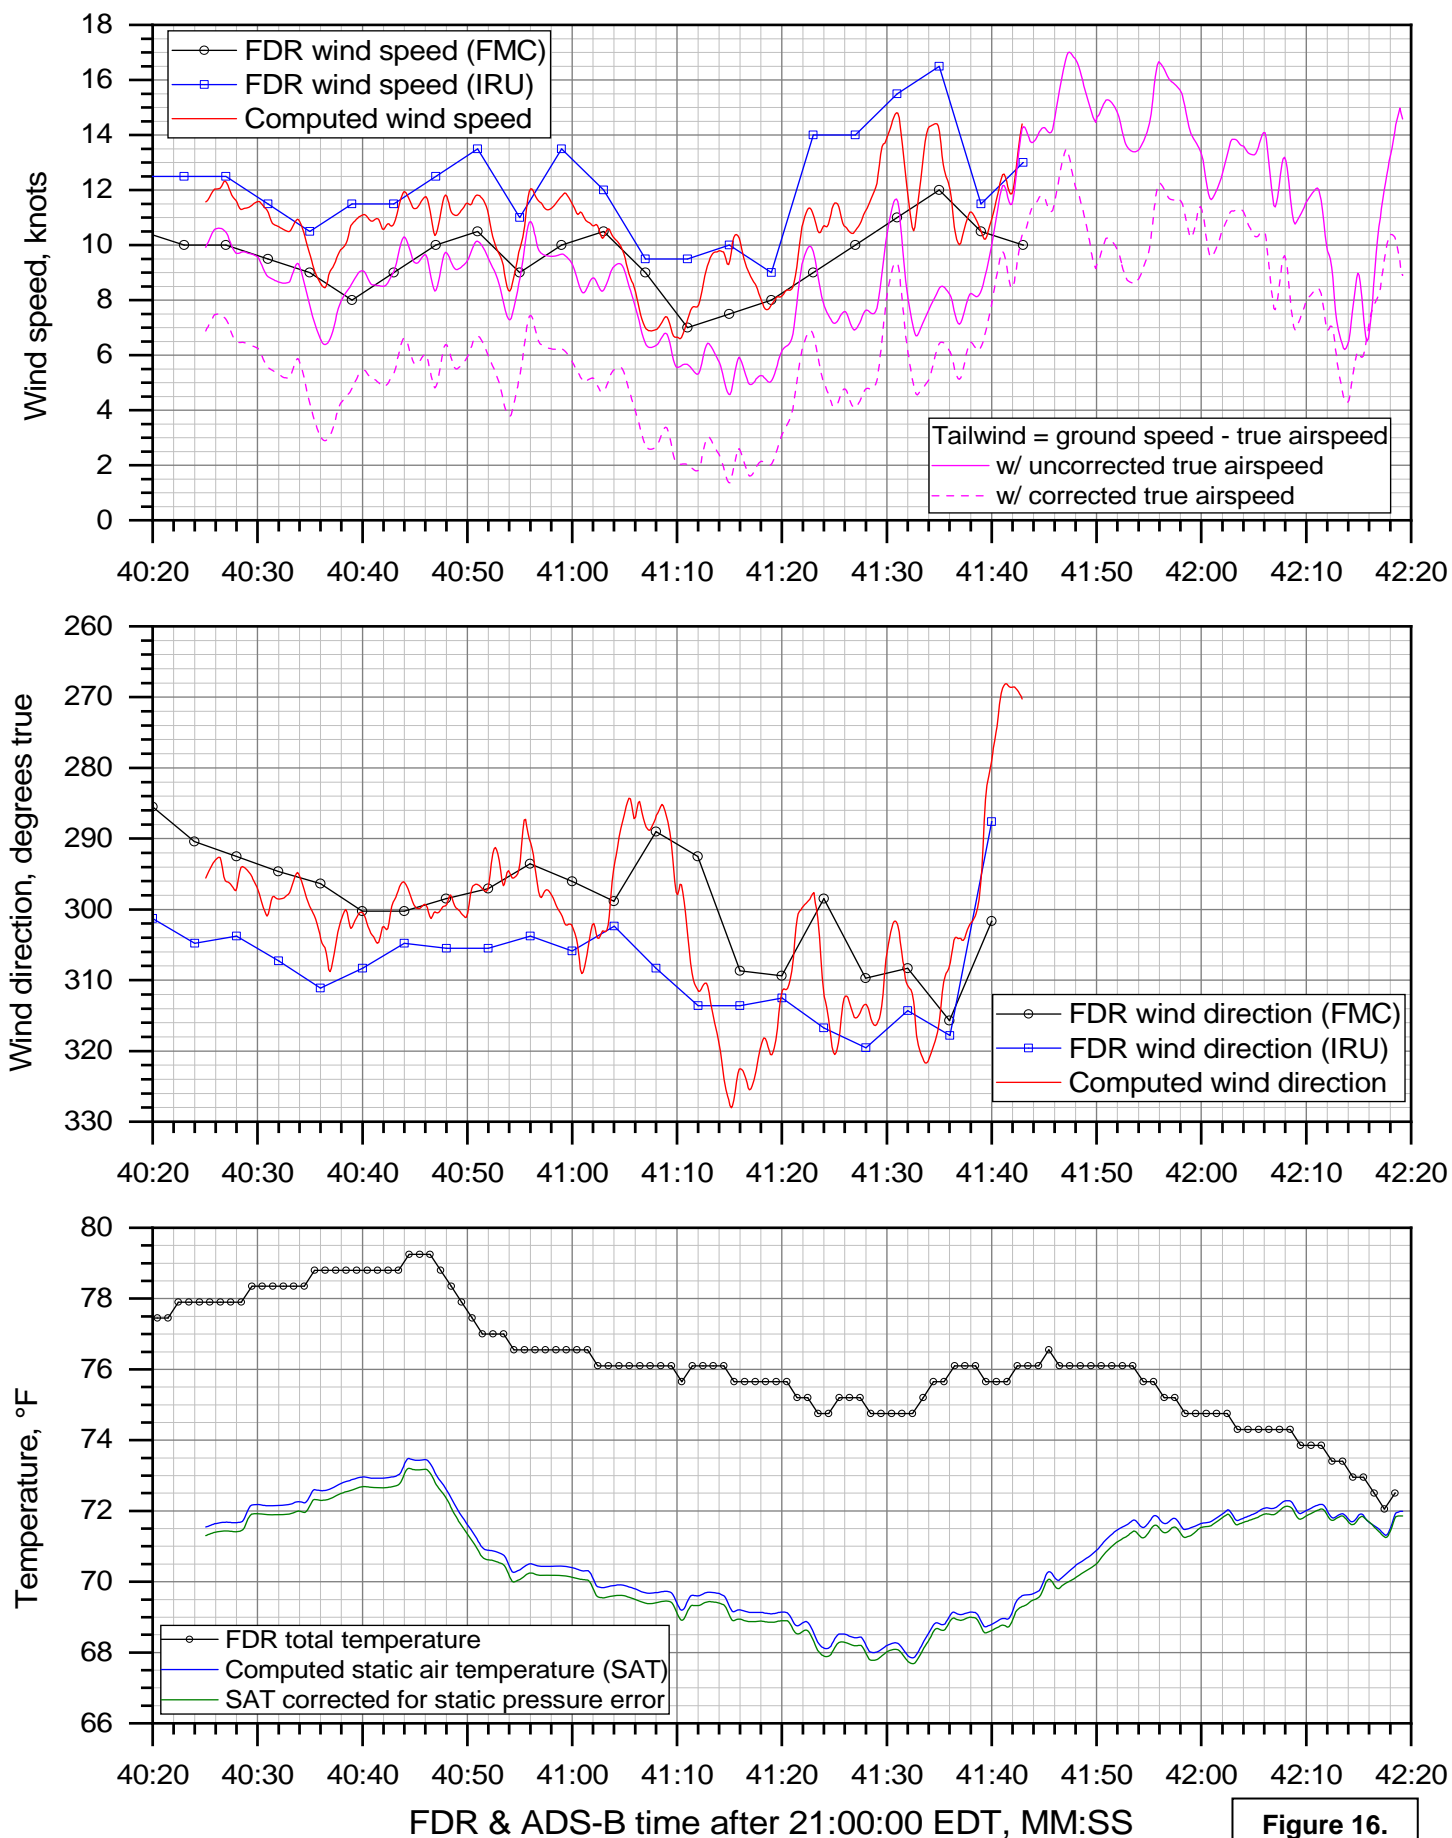 18
16
14
12
10
8
6
4
2
0
Wind speed, knots
FDR wind speed (FMC)
FDR wind speed (IRU)
Computed wind speed
Tailwind = ground speed - true airspeed
w/ uncorrected true airspeed
w/ corrected true airspeed
40:20 40:30 40:40 40:50 41:00 41:10 41:20 41:30 41:40 41:50 42:00 42:10 42:20
260
270
280
290
300
310
320
330
Wind direction, degrees true
FDR wind direction (FMC)
FDR wind direction (IRU)
Computed wind direction
40:20 40:30 40:40 40:50 41:00 41:10 41:20 41:30 41:40 41:50 42:00 42:10 42:20
80
78
76
74
72
70
68
66
Temperature, °F
FDR total temperature
Computed static air temperature (SAT)
SAT corrected for static pressure error
40:20 40:30 40:40 40:50 41:00 41:10 41:20 41:30 41:40 41:50 42:00 42:10 42:20
FDR & ADS-B time after 21:00:00 EDT, MM:SS
Figure 16.